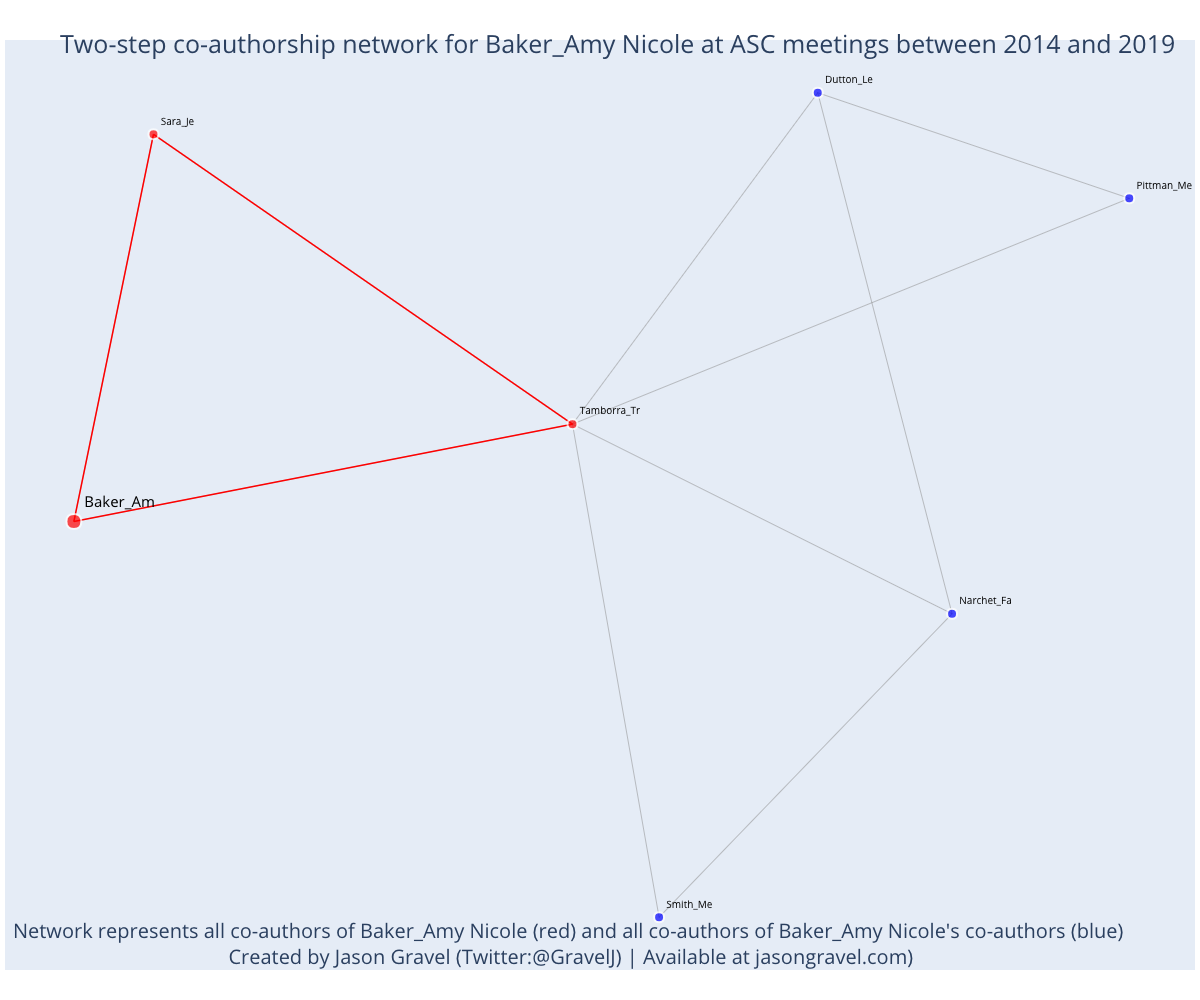 Two-step co-authorship network for Baker_Amy Nicole at ASC meetings between 2014 and 2019
Dutton_Le
Sara_Je
Pittman_Me
Tamborra_Tr
Baker_Am
Narchet_Fa
Smith_Me
Network represents all co-authors of Baker_Amy Nicole (red) and all co-authors of Baker_Amy Nicole's co-authors (blue)
Created by Jason Gravel (Twitter:@GravelJ) | Available at jasongravel.com)